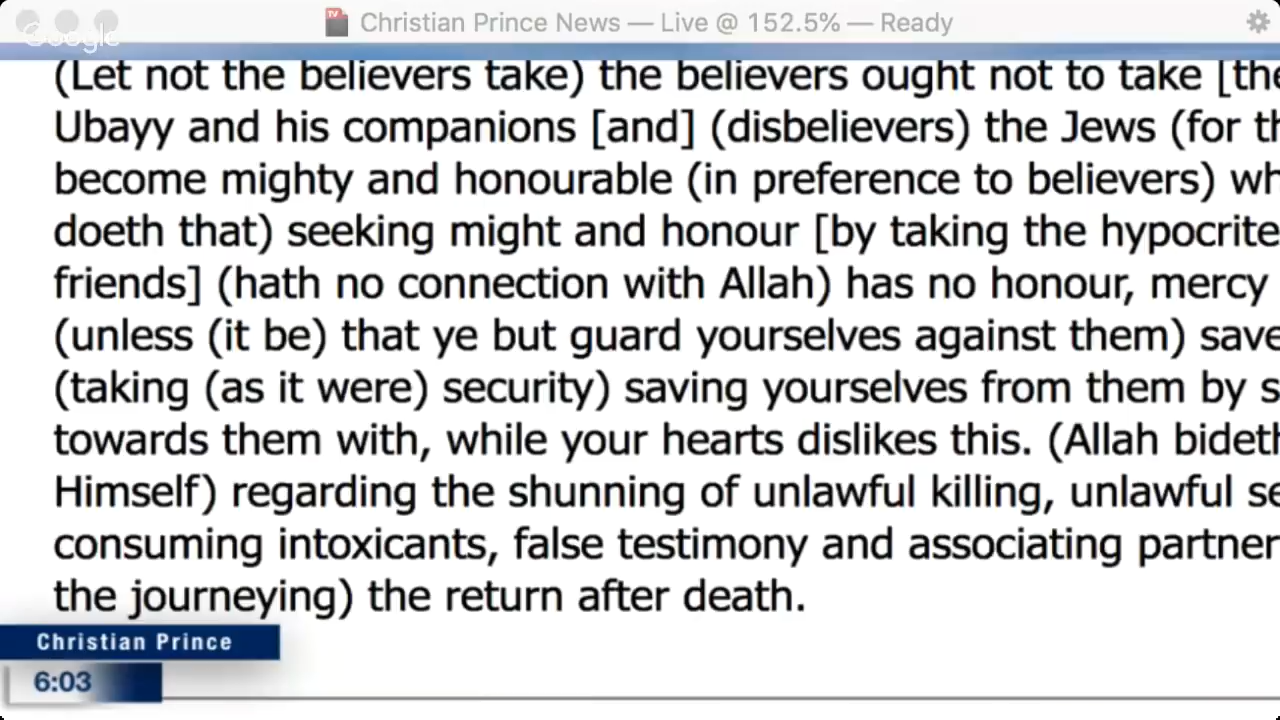 Christian Prince News — Live @ 152.5% — Ready
Google
(Let not the believers take) the believers ought not to take
Ubayy and his companions [and] (disbelievers) the Jews (for
become mighty and honourable (in preference to believers)
doeth that) seeking might and honour [by taking the hypocrite
friends] (hath no connection with Allah) has no honour, mercy
(unless (it be) that ye but guard yourselves against them) save
(taking (as it were) security) saving yourselves from them by
towards them with, while your hearts dislikes this. (Allah bideth
Himself) regarding the shunning of unlawful killing, unlawful
consuming intoxicants, false testimony and associating partner
the journeying) the return after death.
Christian Prince
6:03